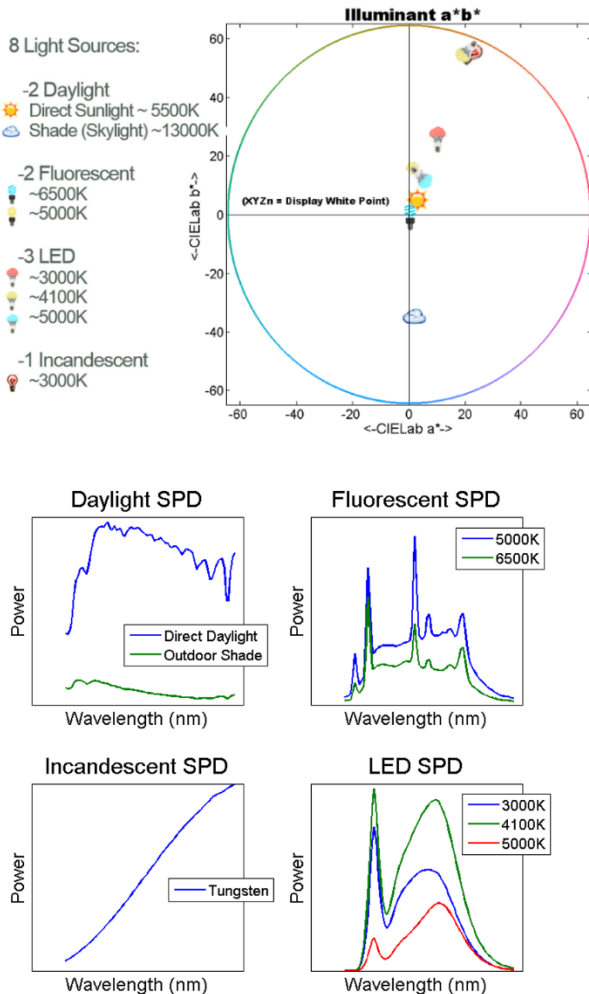 8 Light Sources:
-2 Daylight
Direct Sunlight ~ 5500K
Shade (Skylight) ~13000K
-2 Fluorescent
~6500K
~5000K
-3 LED
~3000K
~4100K
~5000K
-1 Incandescent
~3000K
Illuminant a*b*
60
40
20
0
-20
-40
-60
<-CIELab b*->
(XYZn = Display White Point)
-60
-40
-20
0
20
40
60
<-CIELab a*->
Daylight SPD
Power
Direct Daylight
Outdoor Shade
Wavelength (nm)
Fluorescent SPD
Power
5000K
6500K
Wavelength (nm)
Incandescent SPD
Power
Tungsten
Wavelength (nm)
LED SPD
Power
3000K
4100K
5000K
Wavelength (nm)